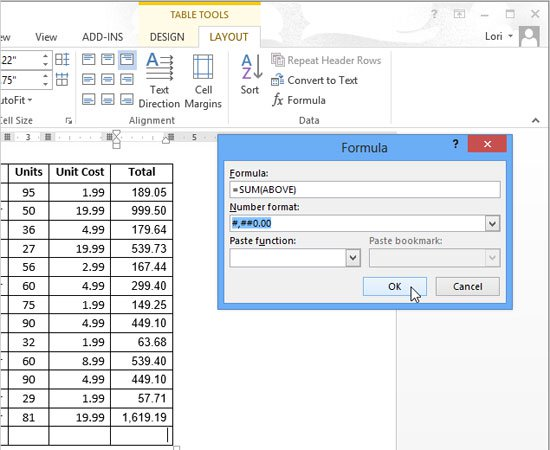 TABLE TOOLS
View ADD-INS DESIGN LAYOUT Lori
.22"
.75"
AutoFit
Cell Size
Text Direction
Cell Margins
Alignment
Sort
Repeat Header Rows
Convert to Text
fx Formula
Data
3 4 5
Units Unit Cost Total
95 1.99 189.05
50 19.99 999.50
36 4.99 179.64
27 19.99 539.73
56 2.99 167.44
60 4.99 299.40
75 1.99 149.25
90 4.99 449.10
32 1.99 63.68
60 8.99 539.40
90 4.99 449.10
29 1.99 57.71
81 19.99 1,619.19
Formula
Formula:
=SUM(ABOVE)
Number format:
#,##0.00
Paste function: Paste bookmark:
OK Cancel